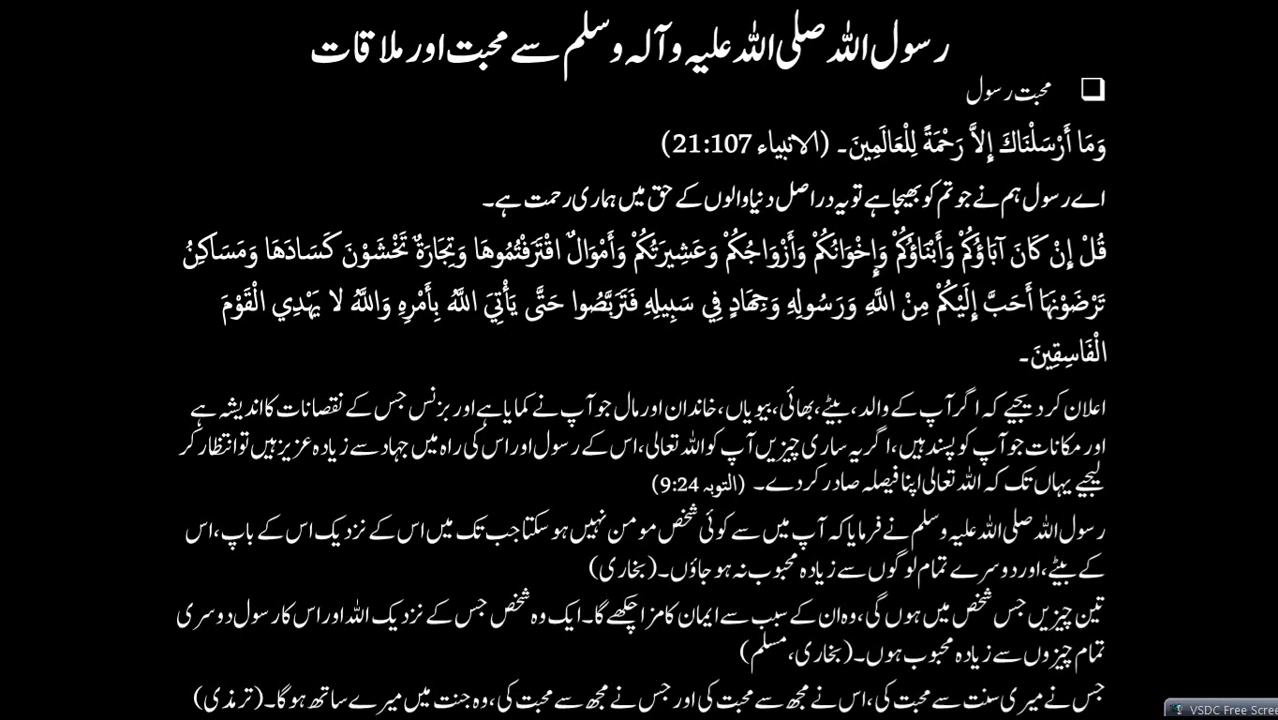 رسول اللہ صلی اللہ علیہ وآلہ وسلم سے محبت اور ملاقات
❑ محبت رسول
وَمَا أَرْسَلْنَاكَ إِلاَّ رَحْمَةً لِلْعَالَمِينَ۔ (الانبیاء 21:107)
اے رسول ہم نے جو تم کو بھیجا ہے تو یہ دراصل دنیا والوں کے حق میں ہماری رحمت ہے۔
قُلْ إِنْ كَانَ آبَاؤُكُمْ وَأَبْنَاؤُكُمْ وَإِخْوَانُكُمْ وَأَزْوَاجُكُمْ وَعَشِيرَتُكُمْ وَأَمْوَالٌ اقْتَرَفْتُمُوهَا وَتِجَارَةٌ تَخْشَوْنَ كَسَادَهَا وَمَسَاكِنُ
تَرْضَوْنَهَا أَحَبَّ إِلَيْكُمْ مِنْ اللَّهِ وَرَسُولِهِ وَجِهَادٍ فِي سَبِيلِهِ فَتَرَبَّصُوا حَتَّى يَأْتِيَ اللَّهُ بِأَمْرِهِ وَاللَّهُ لا يَهْدِي الْقَوْمَ
الْفَاسِقِينَ۔
اعلان کر دیجیے کہ اگر آپ کے والد، بیٹے، بھائی، بیویاں، خاندان اور مال جو آپ نے کمایا ہے اور بزنس جس کے نقصانات کا اندیشہ ہے
اور مکانات جو آپ کو پسند ہیں، اگر یہ ساری چیزیں آپ کو اللہ تعالی، اس کے رسول اور اس کی راہ میں جہاد سے زیادہ عزیز ہیں تو انتظار کر
لیجیے یہاں تک کہ اللہ تعالی اپنا فیصلہ صادر کر دے۔ (التوبہ 9:24)
رسول اللہ صلی اللہ علیہ وسلم نے فرمایا کہ آپ میں سے کوئی شخص مومن نہیں ہو سکتا جب تک میں اس کے نزدیک اس کے باپ، اس
کے بیٹے، اور دوسرے تمام لوگوں سے زیادہ محبوب نہ ہو جاؤں۔ (بخاری)
تین چیزیں جس شخص میں ہوں گی، وہ ان کے سبب سے ایمان کا مزا چکھے گا۔ ایک وہ شخص جس کے نزدیک اللہ اور اس کا رسول دوسری
تمام چیزوں سے زیادہ محبوب ہوں۔ (بخاری، مسلم)
جس نے میری سنت سے محبت کی، اس نے مجھ سے محبت کی اور جس نے مجھ سے محبت کی، وہ جنت میں میرے ساتھ ہو گا۔ (ترمذی)
VSDC Free Scree